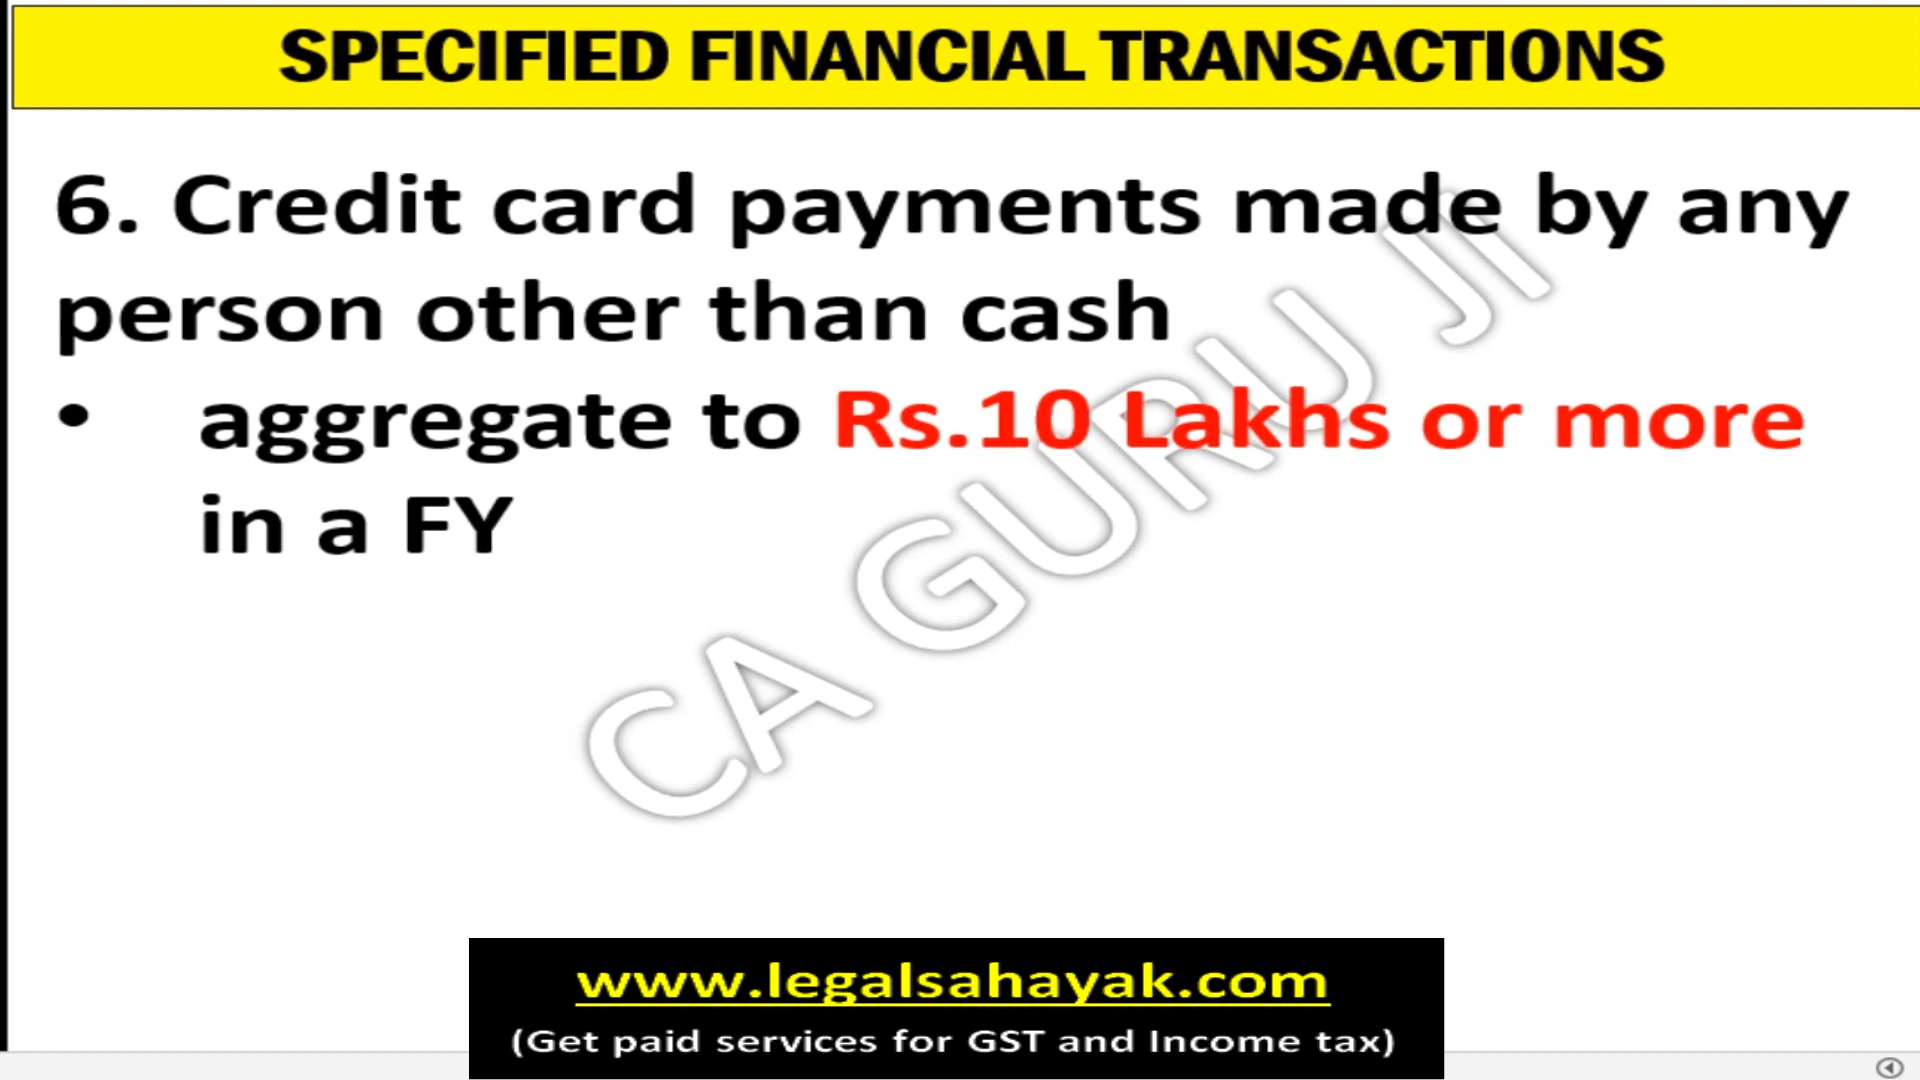 SPECIFIED FINANCIAL TRANSACTIONS
6. Credit card payments made by any
person other than cash
• aggregate to Rs.10 Lakhs or more
in a FY
CA GURU JI
www.legalsahayak.com
(Get paid services for GST and Income tax)